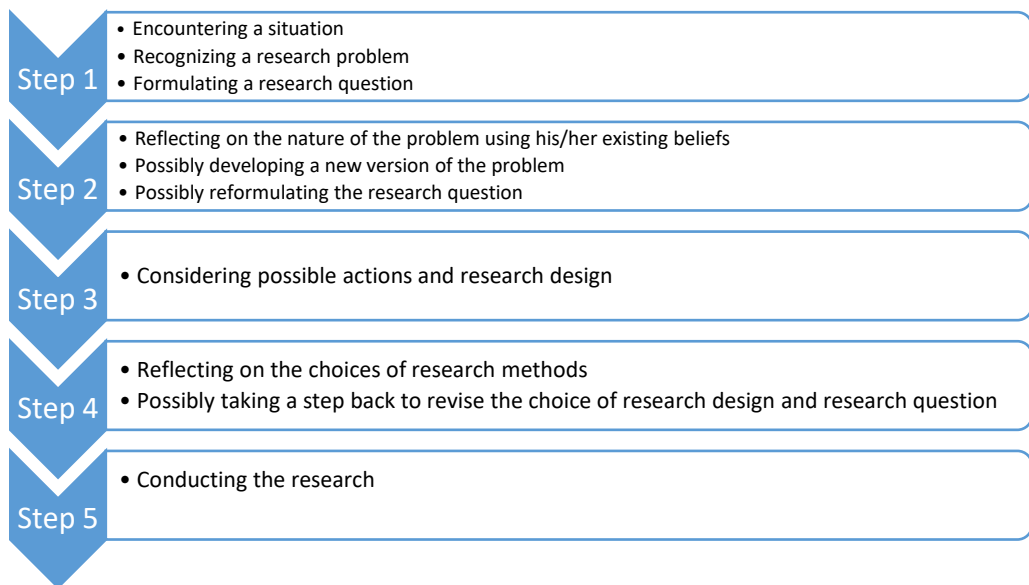 Step 1
• Encountering a situation
• Recognizing a research problem
• Formulating a research question
Step 2
• Reflecting on the nature of the problem using his/her existing beliefs
• Possibly developing a new version of the problem
• Possibly reformulating the research question
Step 3
• Considering possible actions and research design
Step 4
• Reflecting on the choices of research methods
• Possibly taking a step back to revise the choice of research design and research question
Step 5
• Conducting the research